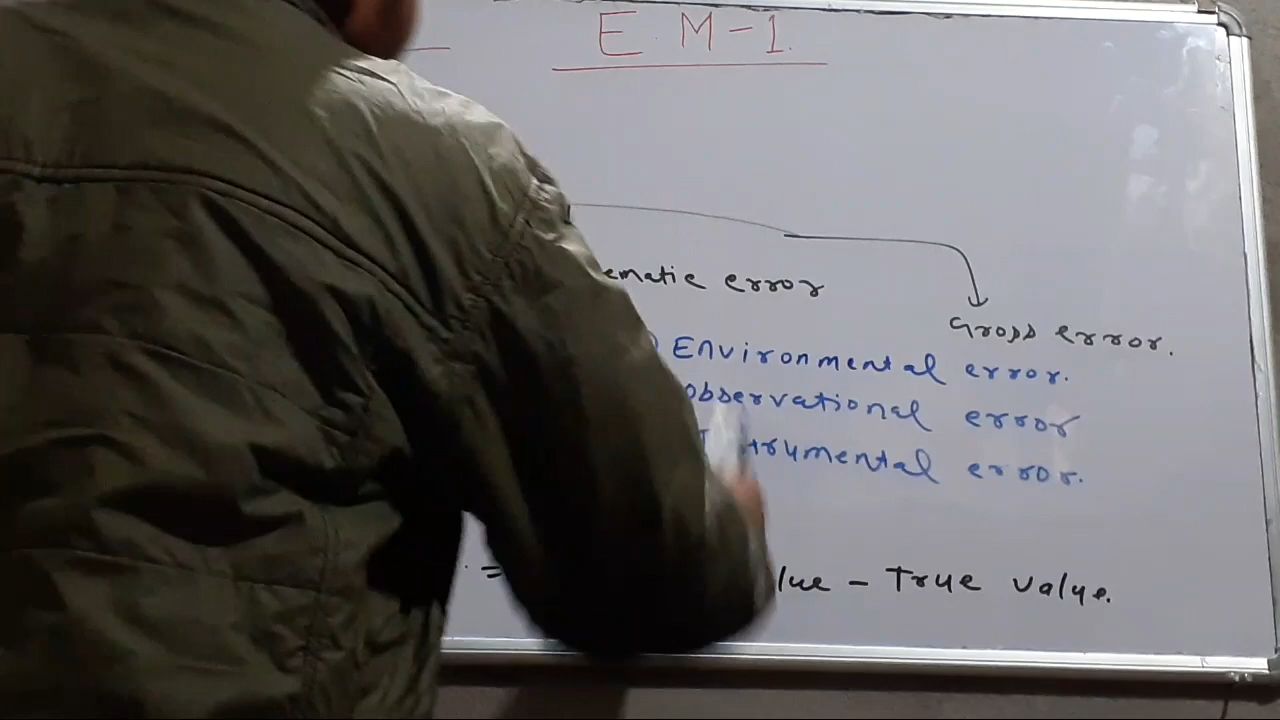 E.M-1.
ematic error
Gross error.
) Environmental error.
observational error
trumental error.
. = lue - True value.